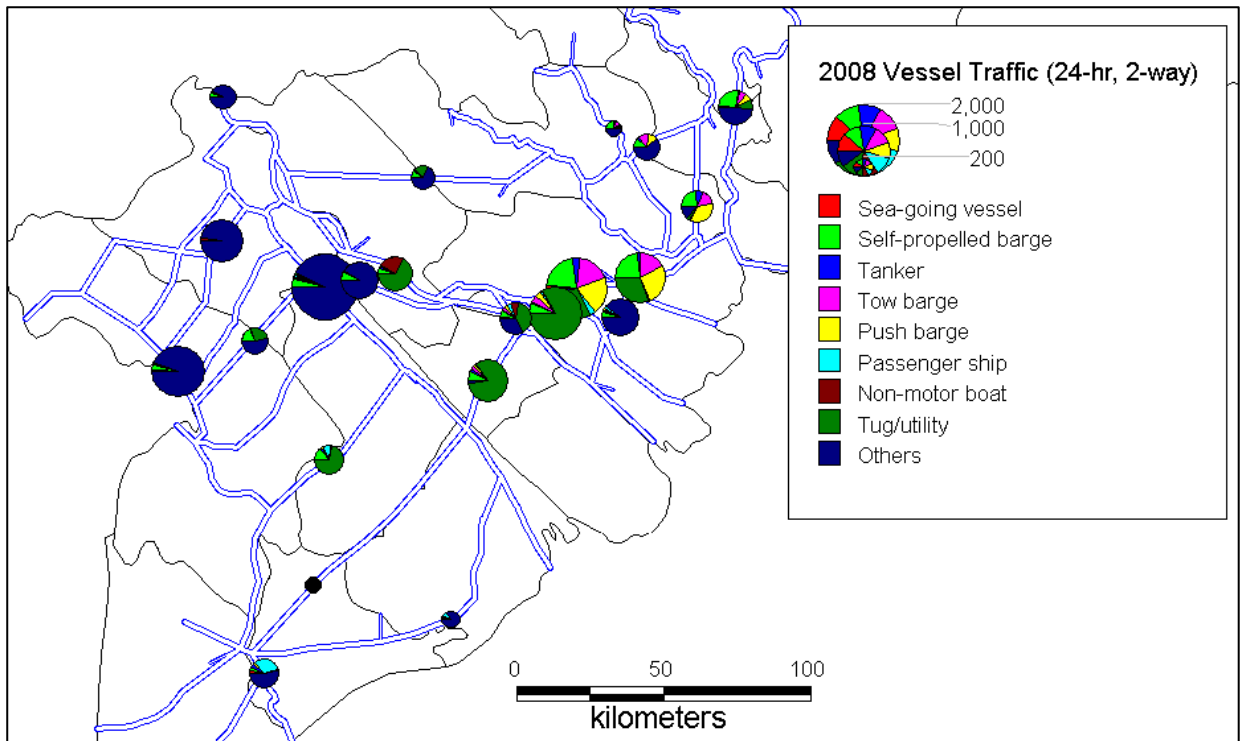 2008 Vessel Traffic (24-hr, 2-way)
2,000
1,000
200
Sea-going vessel
Self-propelled barge
Tanker
Tow barge
Push barge
Passenger ship
Non-motor boat
Tug/utility
Others
0 50 100
kilometers